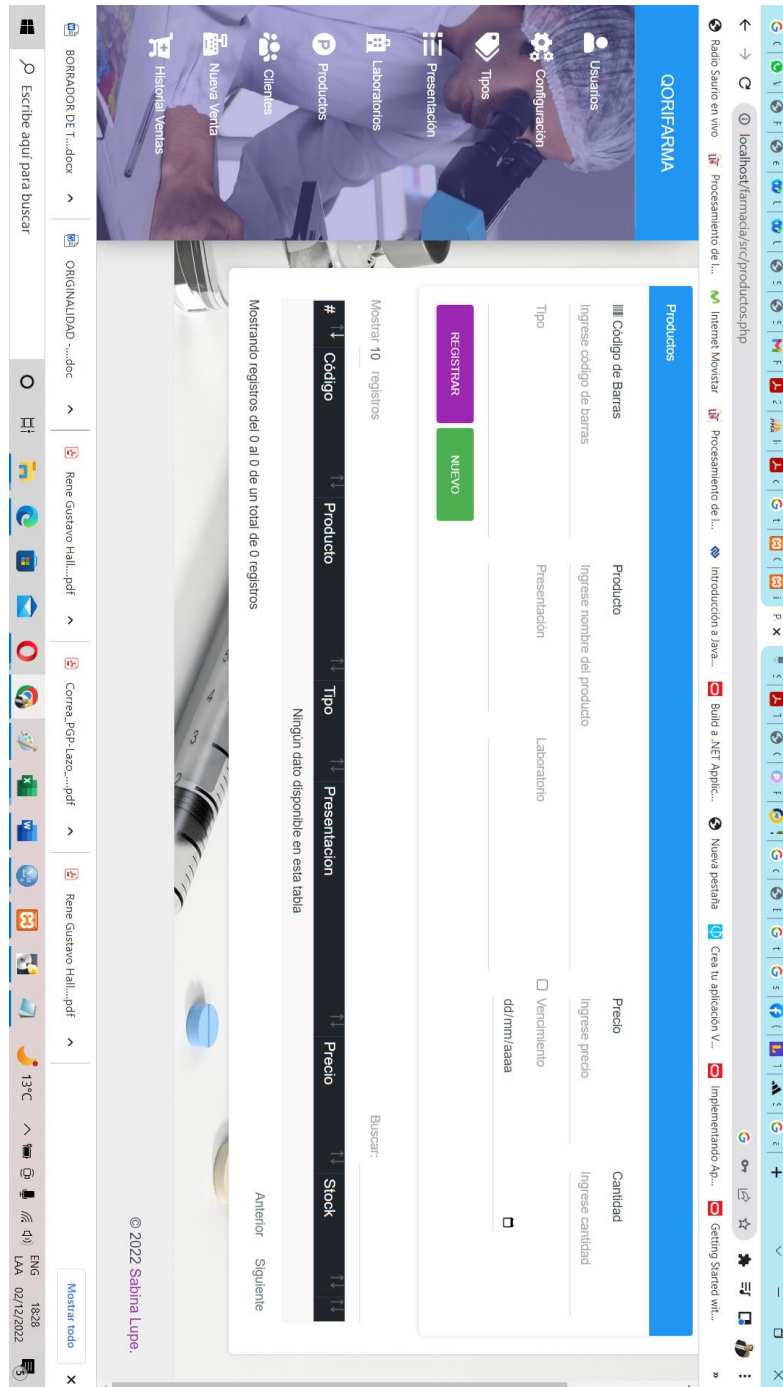 localhost/farmacia/src/productos.php
Radio Saurio en vivo Procesamiento de l... Internet Movistar Procesamiento de l... Introducción a Java... Build a .NET Applic... Nueva pestaña Crea tu aplicación V... Implementando Ap... Getting Started wit... »
QORIFARMA
Usuarios
Configuración
Tipos
Presentación
Laboratorios
Productos
Clientes
Nueva Venta
Historial Ventas
Productos
Código de Barras Producto Precio Cantidad
Ingrese código de barras Ingrese nombre del producto Ingrese precio Ingrese cantidad
Tipo Presentación Laboratorio Vencimiento
dd/mm/aaaa
REGISTRAR NUEVO
Mostrar 10 registros Buscar:
# Código Producto Tipo Presentacion Precio Stock
Ningún dato disponible en esta tabla
Mostrando registros del 0 al 0 de un total de 0 registros Anterior Siguiente
© 2022 Sabina Lupe.
BORRADOR DE T....docx ORIGINALIDAD -....doc Rene Gustavo Hall....pdf Correa_PGP-Lazo_....pdf Rene Gustavo Hall....pdf Mostrar todo
Escribe aquí para buscar 13°C ENG 18:28
LAA 02/12/2022 5